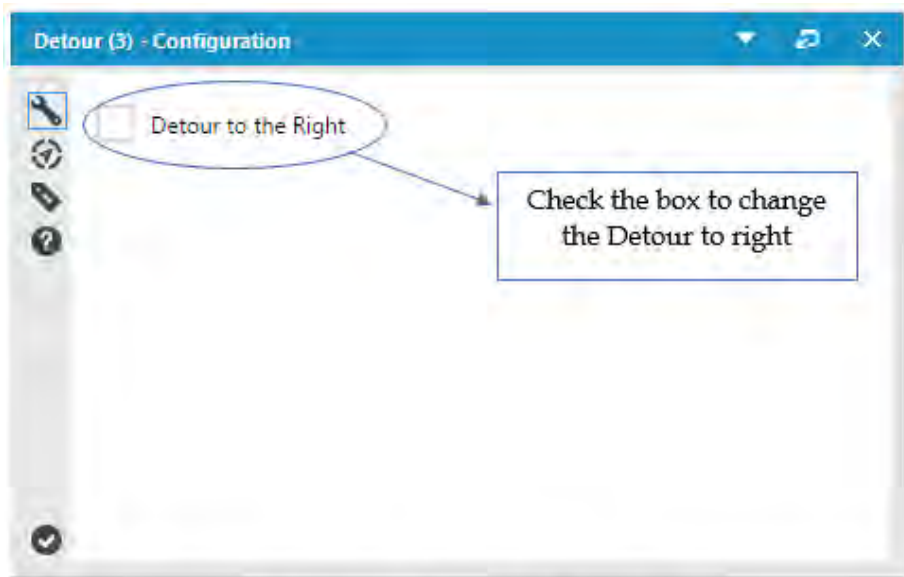 Detour (3) - Configuration
Detour to the Right
Check the box to change
the Detour to right